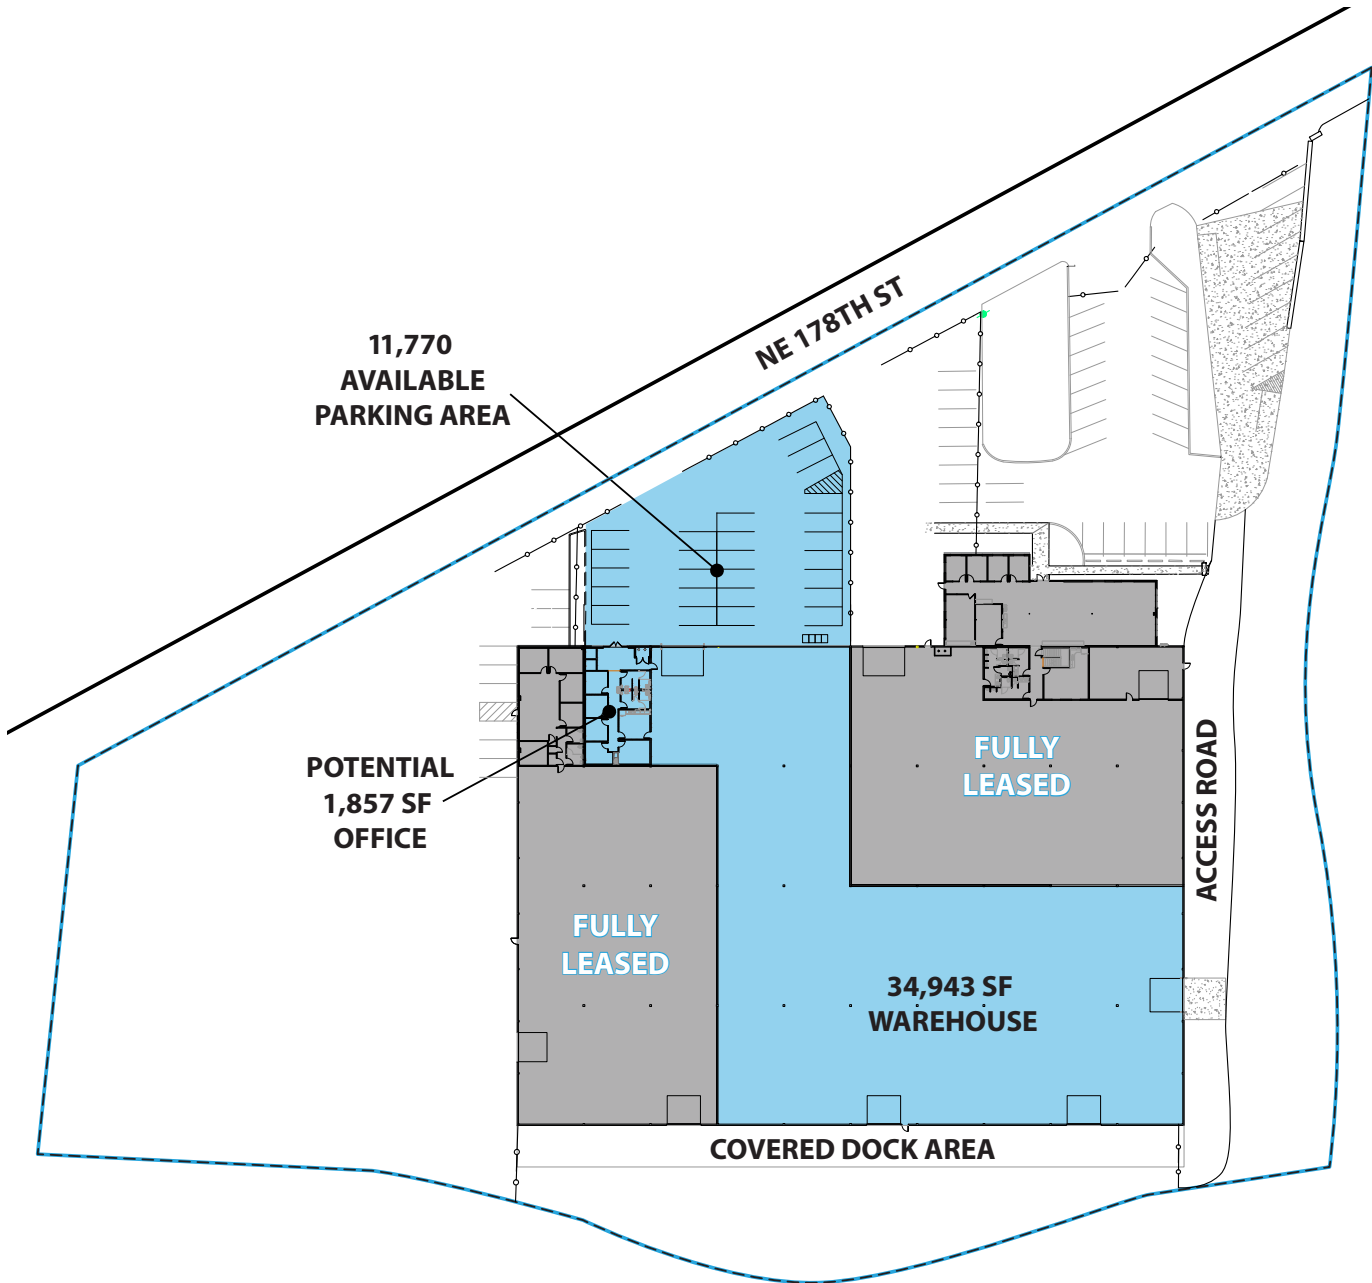 NE 178TH ST
11,770
AVAILABLE
PARKING AREA
POTENTIAL
1,857 SF
OFFICE
FULLY
LEASED
ACCESS ROAD
FULLY
LEASED
34,943 SF
WAREHOUSE
COVERED DOCK AREA